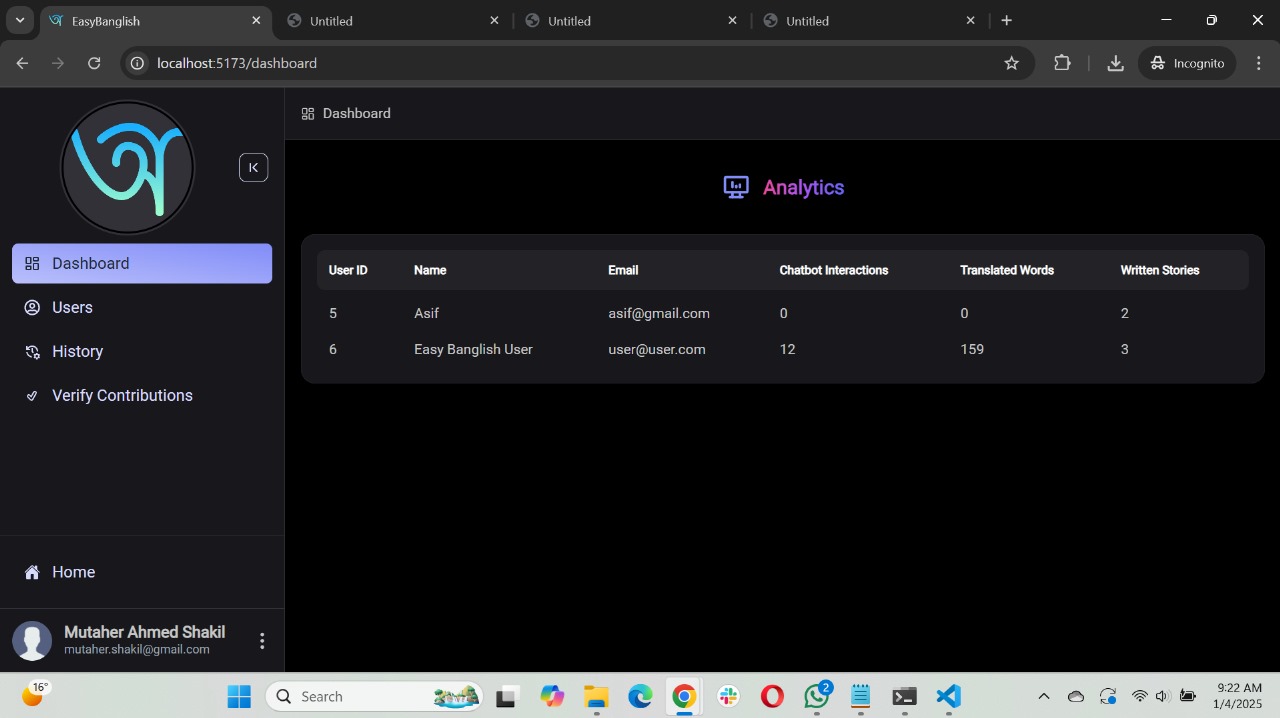 EasyBanglish
Untitled
Untitled
Untitled
localhost:5173/dashboard
Incognito
অ
Dashboard
Users
History
Verify Contributions
Home
Mutaher Ahmed Shakil
mutaher.shakil@gmail.com
Dashboard
Analytics
User ID Name Email Chatbot Interactions Translated Words Written Stories
5 Asif asif@gmail.com 0 0 2
6 Easy Banglish User user@user.com 12 159 3
16°
Search
2
9:22 AM
1/4/2025